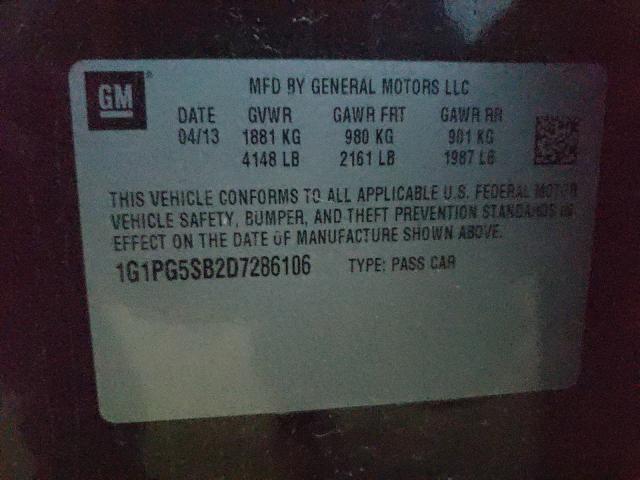 GM
MFD BY GENERAL MOTORS LLC
DATE GVWR GAWR FRT GAWR RR
04/13 1881 KG 980 KG 901 KG
4148 LB 2161 LB 1987 LB
THIS VEHICLE CONFORMS TO ALL APPLICABLE U.S. FEDERAL MOTOR
VEHICLE SAFETY, BUMPER, AND THEFT PREVENTION STANDARDS IN
EFFECT ON THE DATE OF MANUFACTURE SHOWN ABOVE.
1G1PG5SB2D7286106 TYPE: PASS CAR